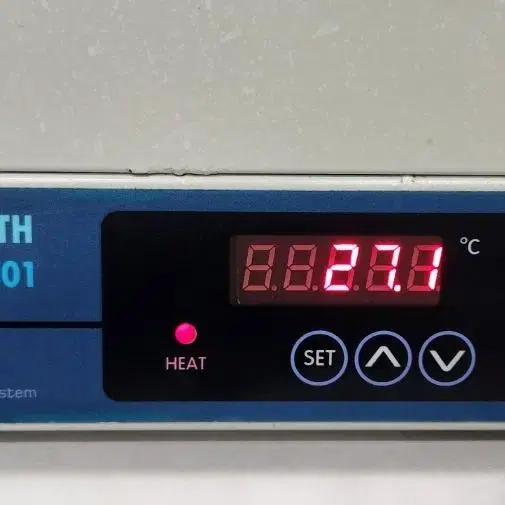 TH
01
27.1 °C
HEAT
SET
stem